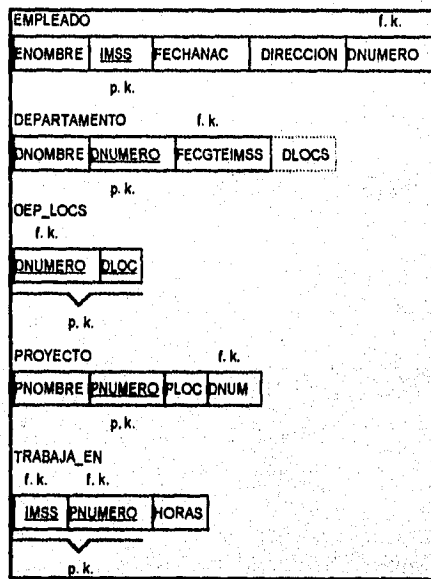 EMPLEADO f. k.
ENOMBRE IMSS FECHANAC DIRECCION DNUMERO
p. k.
DEPARTAMENTO f. k.
DNOMBRE DNUMERO FECGTEIMSS DLOCS
p. k.
OEP_LOCS
f. k.
DNUMERO DLOC
p. k.
PROYECTO f. k.
PNOMBRE PNUMERO PLOC DNUM
p. k.
TRABAJA_EN
f. k. f. k.
IMSS PNUMERO HORAS
p. k.